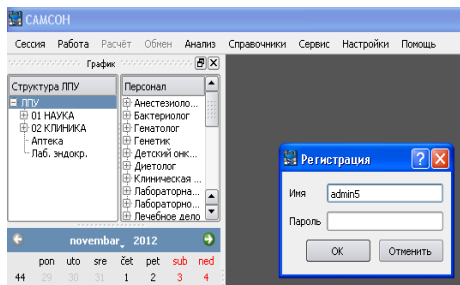 САМСОН
Сессия Работа Расчёт Обмен Анализ Справочники Сервис Настройки Помощь
График
Структура ЛПУ
ЛПУ
01 НАУКА
02 КЛИНИКА
Аптека
Лаб. эндокр.
Персонал
Анестезиоло...
Бактериолог
Гематолог
Генетик
Детский онк...
Диетолог
Клиническая ...
Лабораторна...
Лабораторно...
Лечебное дело
novembar, 2012
pon uto sre čet pet sub ned
44 29 30 31 1 2 3 4
Регистрация
Имя admin5
Пароль
ОК Отменить